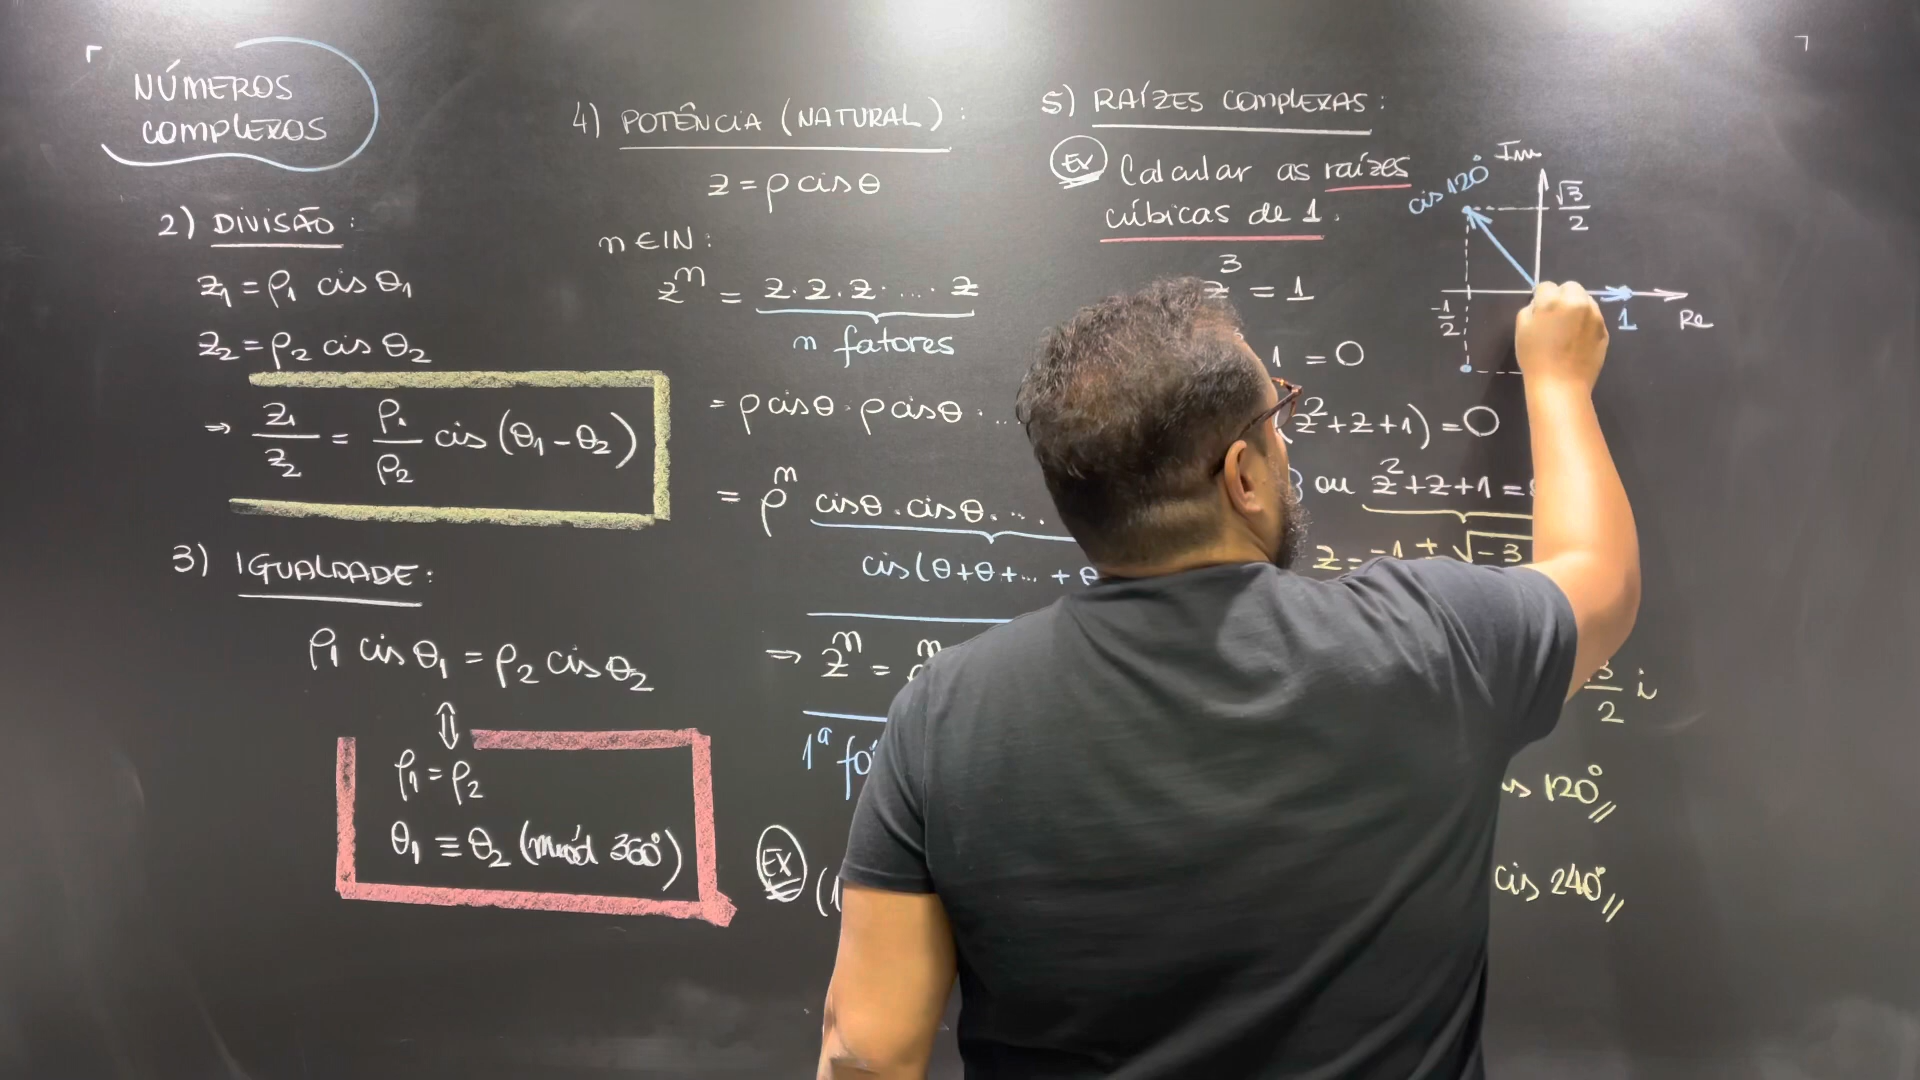 NÚMEROS
COMPLEXOS
2) DIVISÃO:
z₁ = ρ₁ cis θ₁
z₂ = ρ₂ cis θ₂
⇒ z₁/z₂ = ρ₁/ρ₂ cis (θ₁ - θ₂)
3) IGUALDADE:
ρ₁ cis θ₁ = ρ₂ cis θ₂
⇕
ρ₁ = ρ₂
θ₁ ≡ θ₂ (mód 360°)
4) POTÊNCIA (NATURAL):
z = ρ cis θ
n ∈ IN:
zⁿ = z.z.z. ... z
n fatores
= ρ cis θ . ρ cis θ . ...
= ρⁿ cis θ . cis θ . ...
cis (θ + θ + ... + θ
⇒ zⁿ = ρⁿ
1ª
EX
5) RAÍZES COMPLEXAS:
EX Calcular as raízes
cúbicas de 1.
z³ = 1
1 = 0
(z² + z + 1) = 0
ou z² + z + 1 =
z = -1 ± √-3
2 i
120°
cis 240°
Im
cis 120°
√3/2
-1/2
1
Re